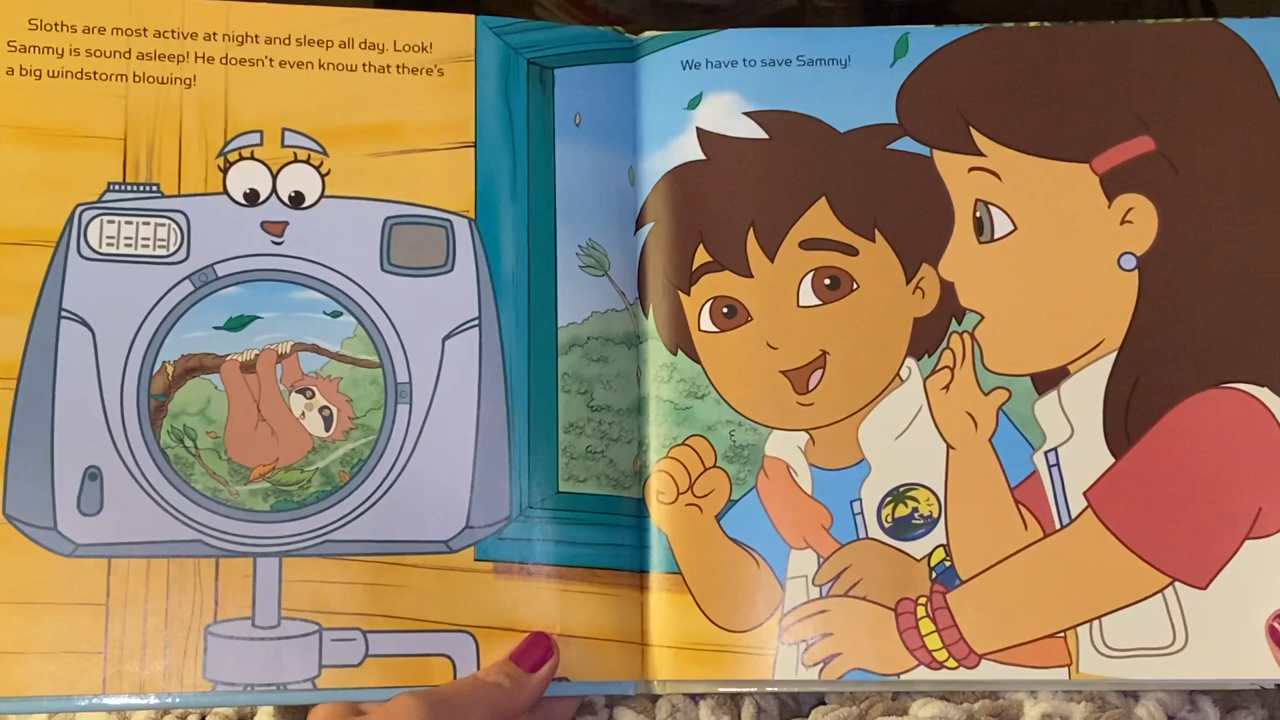 Sloths are most active at night and sleep all day. Look!
Sammy is sound asleep! He doesn't even know that there's
a big windstorm blowing!
We have to save Sammy!